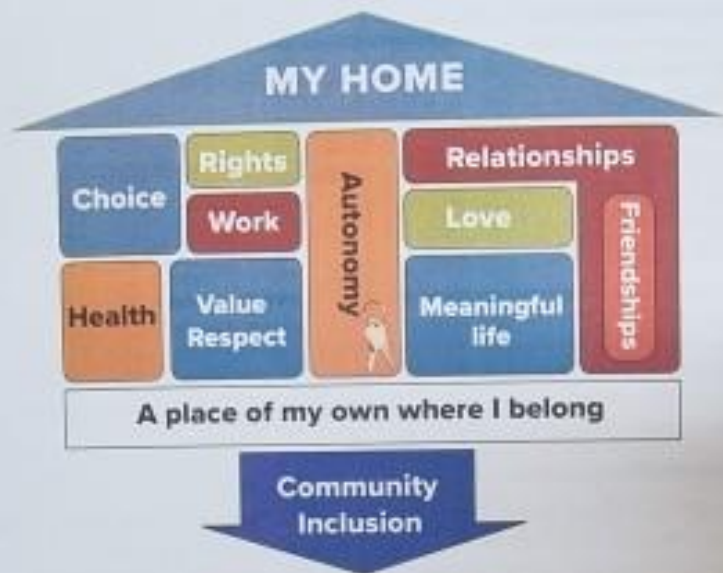 MY HOME
Choice
Rights
Work
Health
Value
Respect
Autonomy
Relationships
Love
Meaningful
life
Friendships
A place of my own where I belong
Community
Inclusion